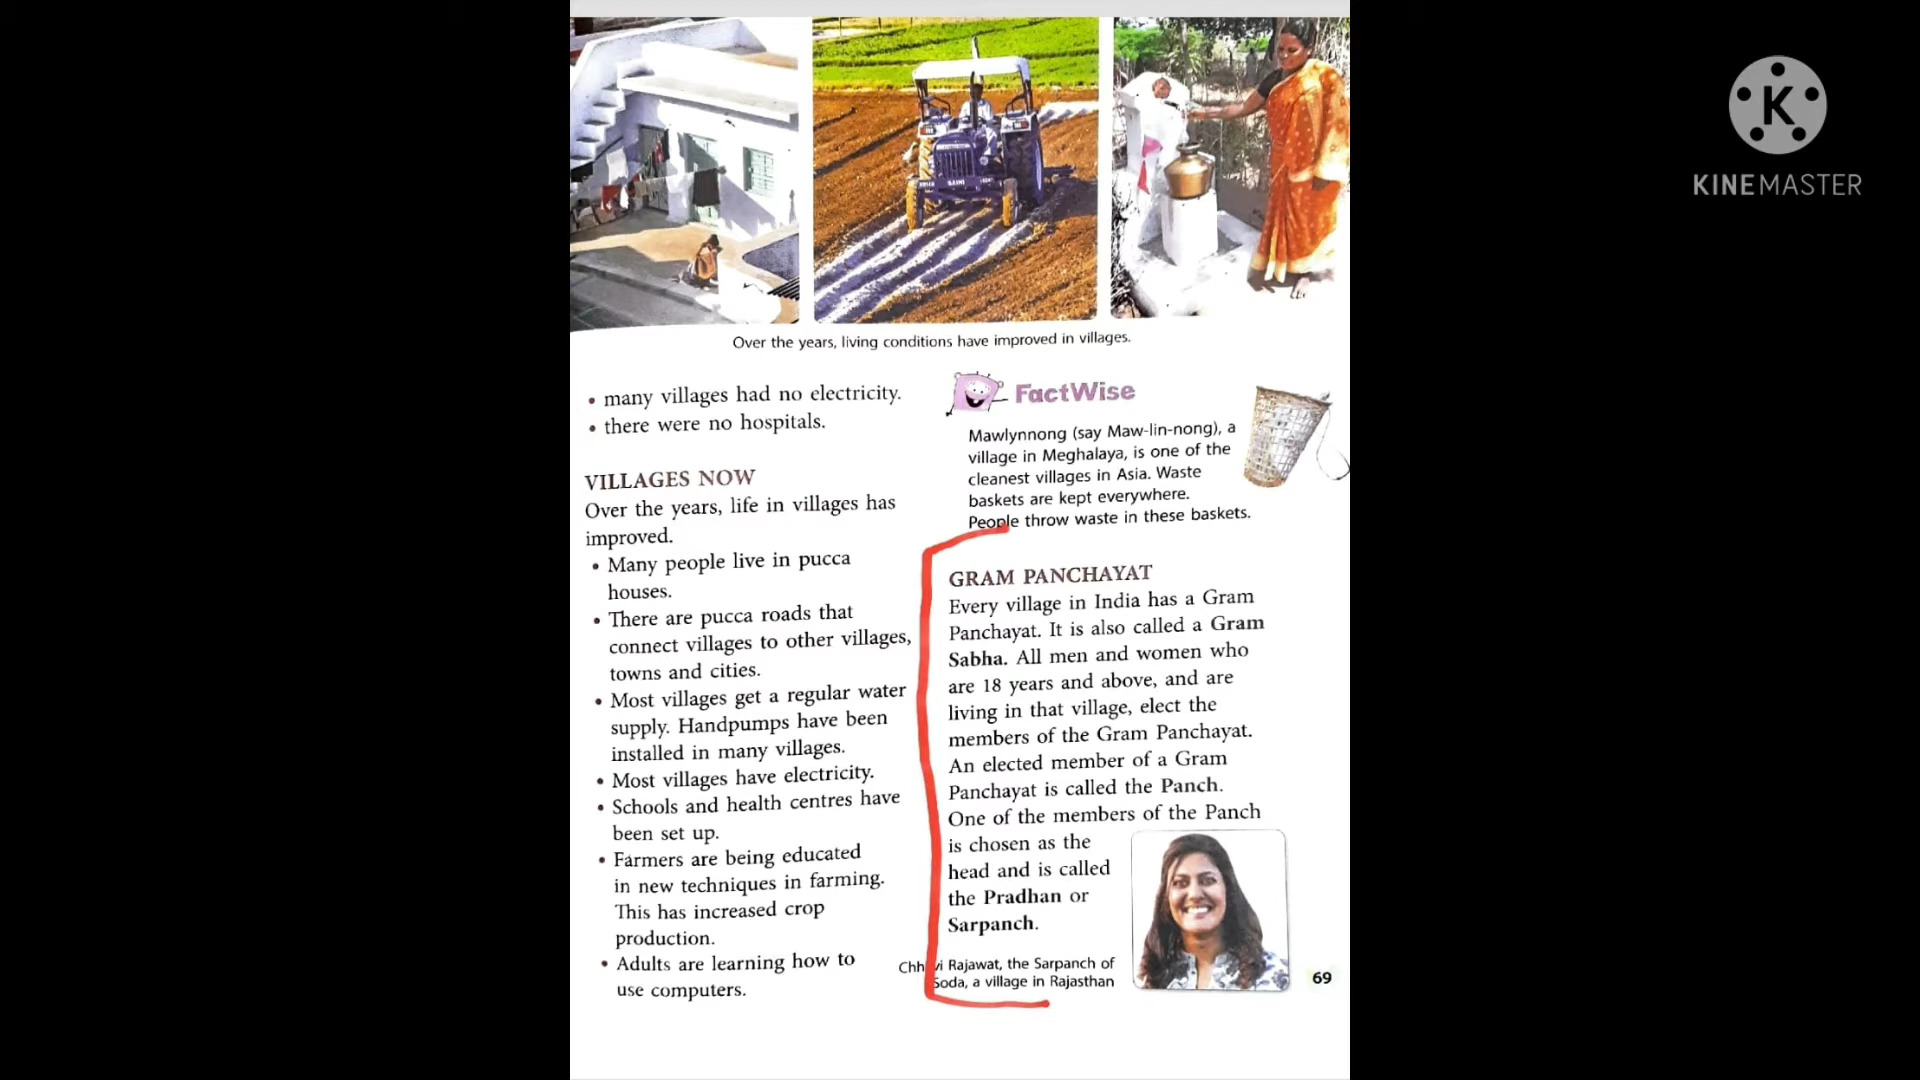 Over the years, living conditions have improved in villages.
• many villages had no electricity.
• there were no hospitals.
VILLAGES NOW
Over the years, life in villages has
improved.
• Many people live in pucca
houses.
• There are pucca roads that
connect villages to other villages,
towns and cities.
• Most villages get a regular water
supply. Handpumps have been
installed in many villages.
• Most villages have electricity.
• Schools and health centres have
been set up.
• Farmers are being educated
in new techniques in farming.
This has increased crop
production.
• Adults are learning how to
use computers.
FactWise
Mawlynnong (say Maw-lin-nong), a
village in Meghalaya, is one of the
cleanest villages in Asia. Waste
baskets are kept everywhere.
People throw waste in these baskets.
GRAM PANCHAYAT
Every village in India has a Gram
Panchayat. It is also called a Gram
Sabha. All men and women who
are 18 years and above, and are
living in that village, elect the
members of the Gram Panchayat.
An elected member of a Gram
Panchayat is called the Panch.
One of the members of the Panch
is chosen as the
head and is called
the Pradhan or
Sarpanch.
Chhavi Rajawat, the Sarpanch of
Soda, a village in Rajasthan
69
K
KINEMASTER